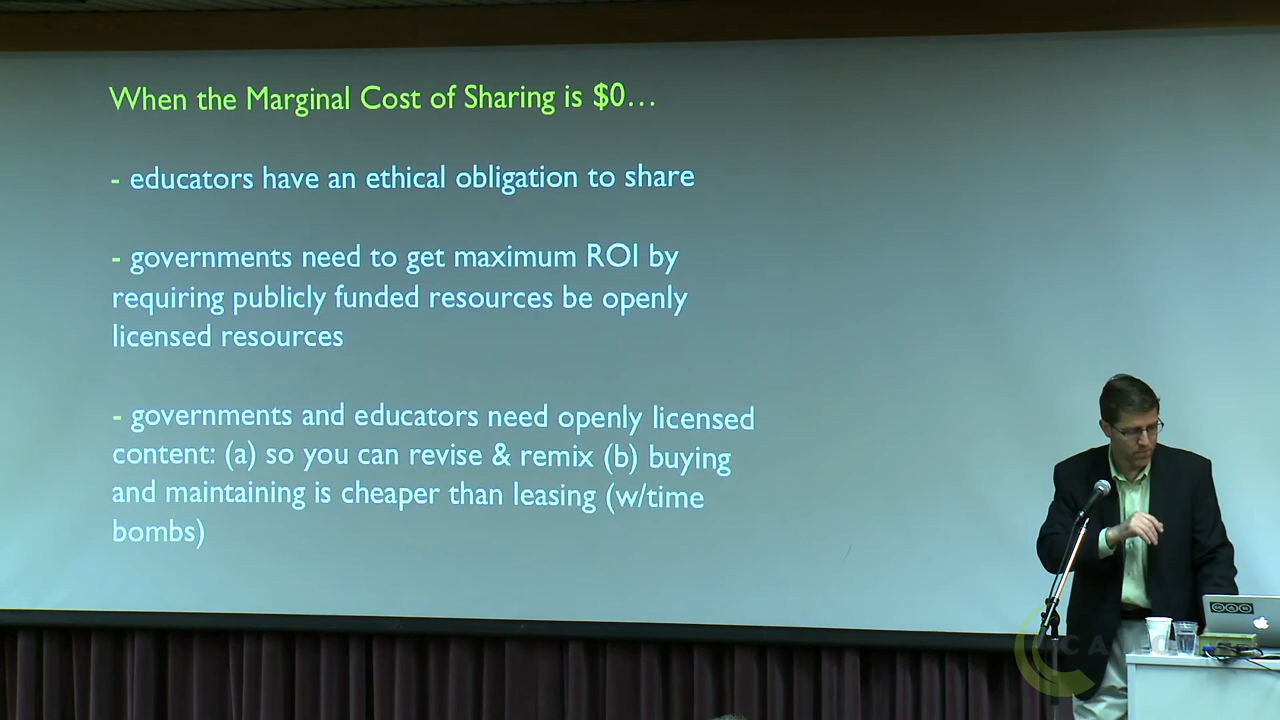 When the Marginal Cost of Sharing is $0…
- educators have an ethical obligation to share
- governments need to get maximum ROI by
requiring publicly funded resources be openly
licensed resources
- governments and educators need openly licensed
content: (a) so you can revise & remix (b) buying
and maintaining is cheaper than leasing (w/time
bombs)